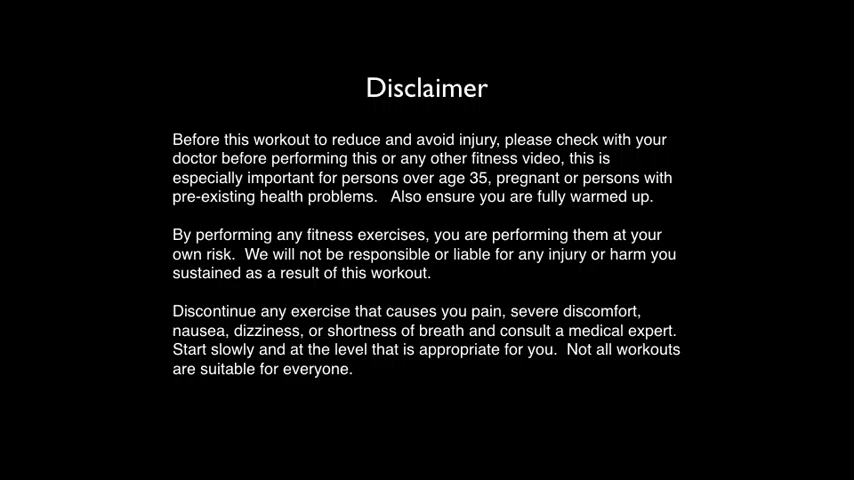 Disclaimer
Before this workout to reduce and avoid injury, please check with your
doctor before performing this or any other fitness video, this is
especially important for persons over age 35, pregnant or persons with
pre-existing health problems.   Also ensure you are fully warmed up.
By performing any fitness exercises, you are performing them at your
own risk.  We will not be responsible or liable for any injury or harm you
sustained as a result of this workout.
Discontinue any exercise that causes you pain, severe discomfort,
nausea, dizziness, or shortness of breath and consult a medical expert.
Start slowly and at the level that is appropriate for you.  Not all workouts
are suitable for everyone.